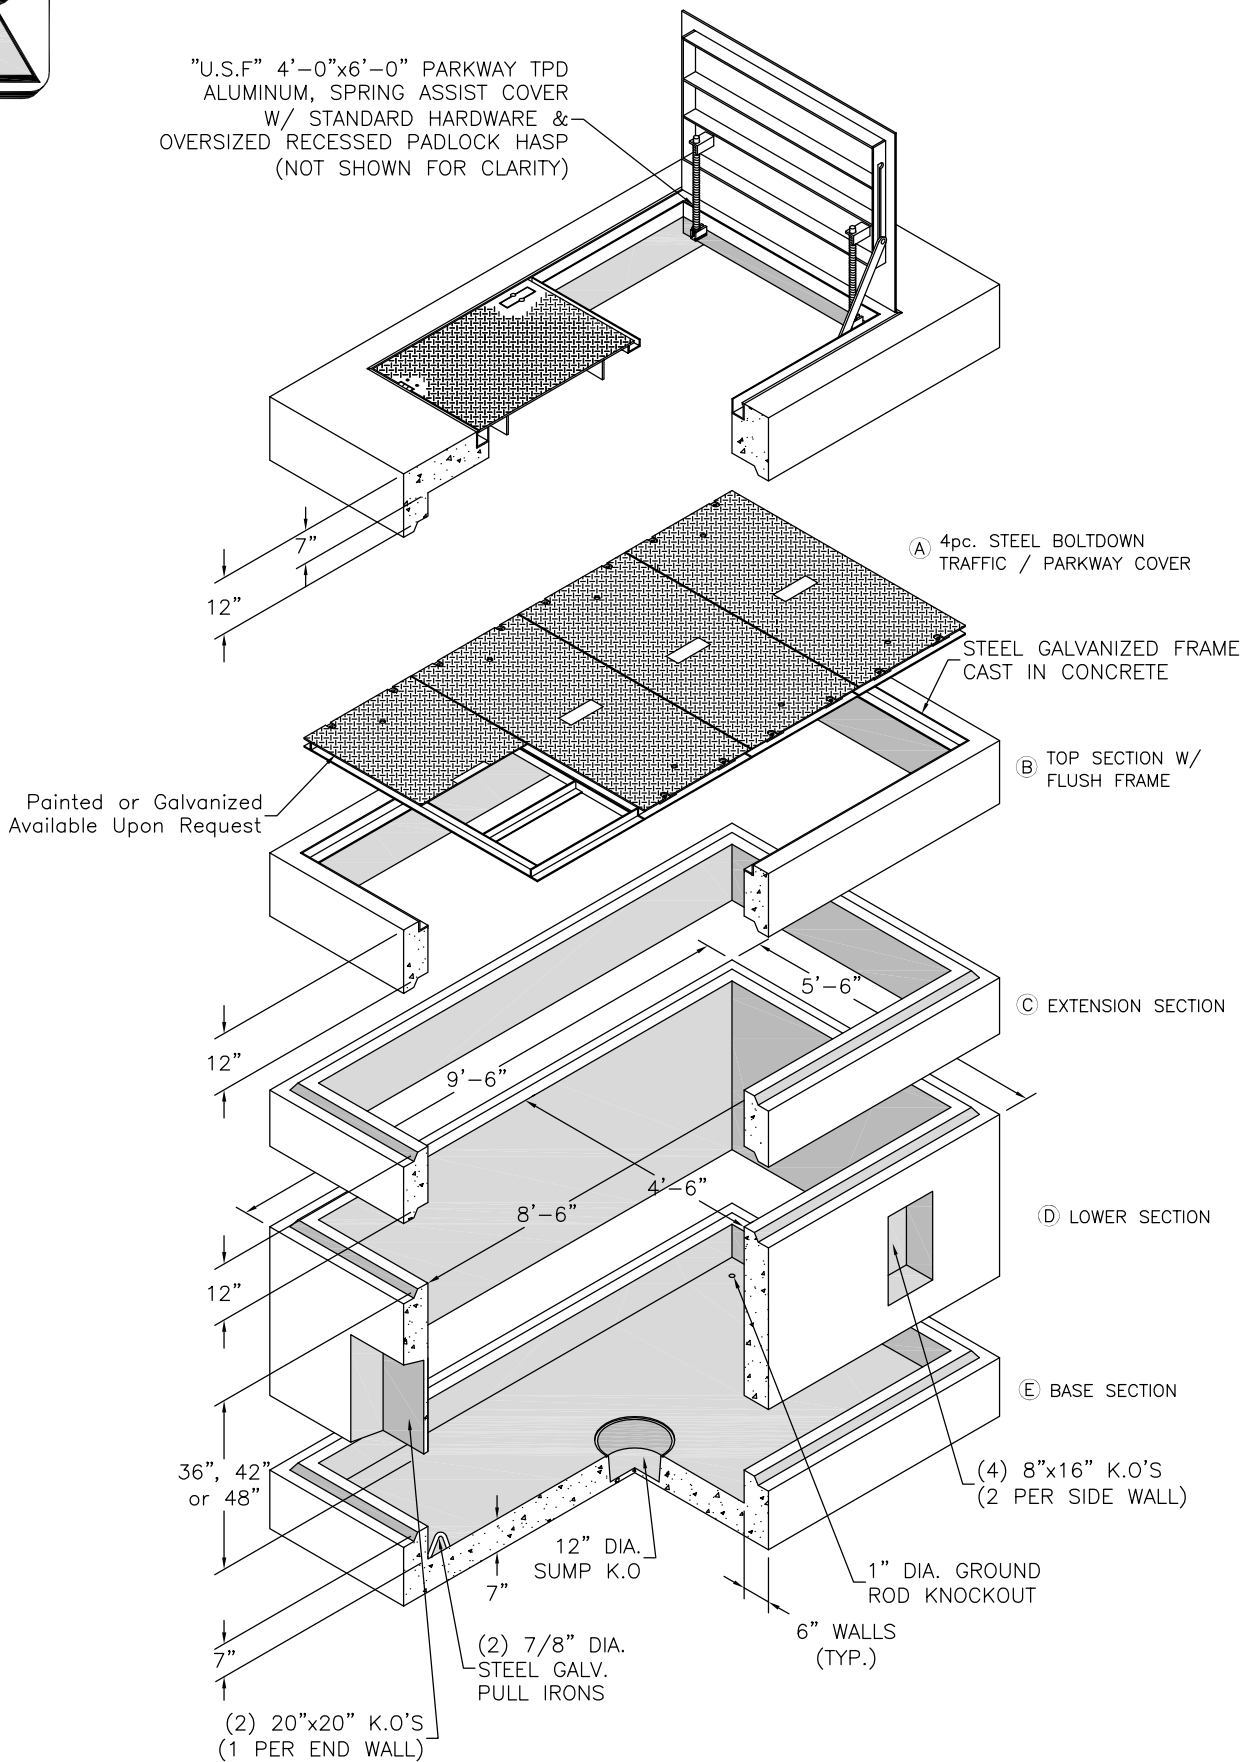 "U.S.F" 4'-0"x6'-0" PARKWAY TPD
ALUMINUM, SPRING ASSIST COVER
W/ STANDARD HARDWARE &
OVERSIZED RECESSED PADLOCK HASP
(NOT SHOWN FOR CLARITY)
7"
12"
A 4pc. STEEL BOLTDOWN
TRAFFIC / PARKWAY COVER
STEEL GALVANIZED FRAME
CAST IN CONCRETE
B TOP SECTION W/
FLUSH FRAME
Painted or Galvanized
Available Upon Request
5'-6"
C EXTENSION SECTION
12"
9'-6"
4'-6"
8'-6"
D LOWER SECTION
12"
E BASE SECTION
36", 42"
or 48"
(4) 8"x16" K.O'S
(2 PER SIDE WALL)
12" DIA.
SUMP K.O
7"
1" DIA. GROUND
ROD KNOCKOUT
6" WALLS
(TYP.)
7"
(2) 7/8" DIA.
STEEL GALV.
PULL IRONS
(2) 20"x20" K.O'S
(1 PER END WALL)